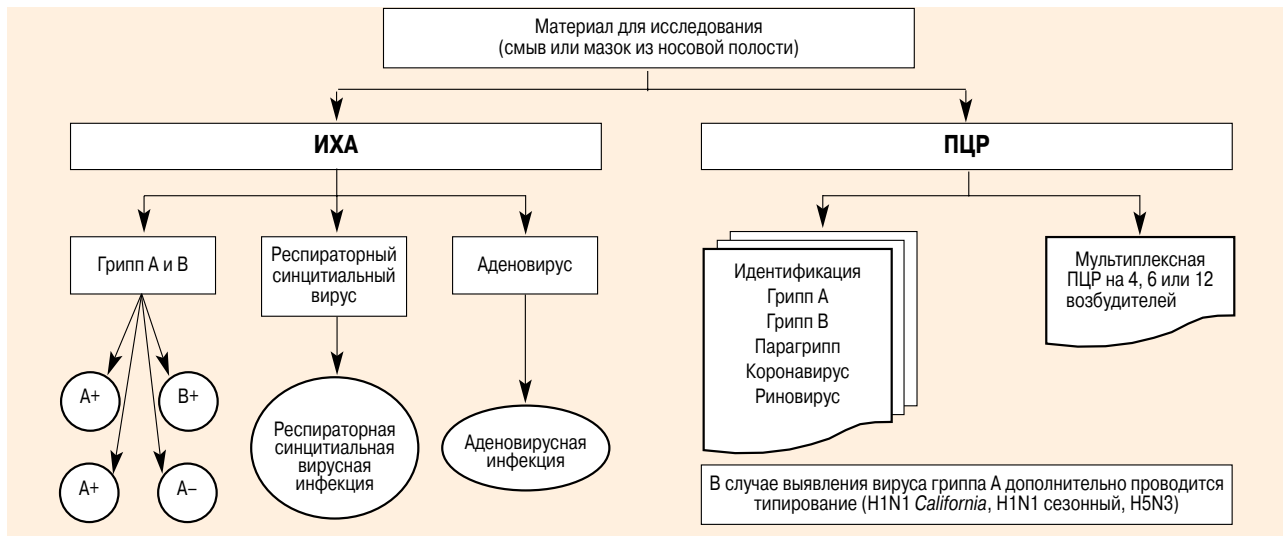 Материал для исследования
(смыв или мазок из носовой полости)
ИХА
ПЦР
Грипп А и В
Респираторный
синцитиальный
вирус
Аденовирус
А+
В+
А+
А–
Респираторная
синцитиальная
вирусная
инфекция
Аденовирусная
инфекция
Идентификация
Грипп А
Грипп В
Парагрипп
Коронавирус
Риновирус
Мультиплексная
ПЦР на 4, 6 или 12
возбудителей
В случае выявления вируса гриппа А дополнительно проводится
типирование (H1N1 California, H1N1 сезонный, H5N3)